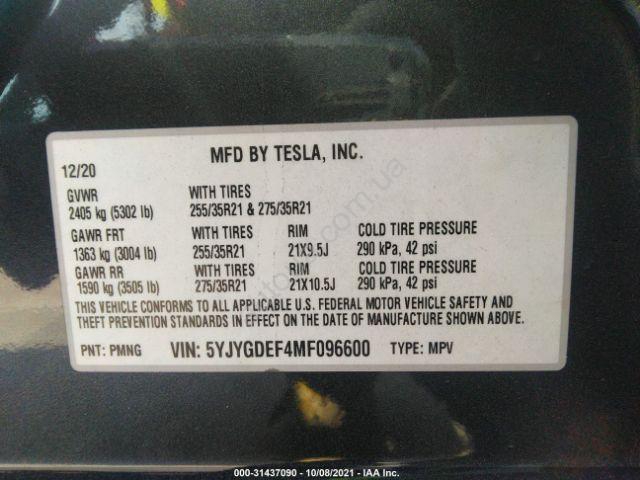 MFD BY TESLA, INC.
12/20
GVWR WITH TIRES
2405 kg (5302 lb) 255/35R21 & 275/35R21
GAWR FRT WITH TIRES RIM COLD TIRE PRESSURE
1363 kg (3004 lb) 255/35R21 21X9.5J 290 kPa, 42 psi
GAWR RR WITH TIRES RIM COLD TIRE PRESSURE
1590 kg (3505 lb) 275/35R21 21X10.5J 290 kPa, 42 psi
THIS VEHICLE CONFORMS TO ALL APPLICABLE U.S. FEDERAL MOTOR VEHICLE SAFETY AND
THEFT PREVENTION STANDARDS IN EFFECT ON THE DATE OF MANUFACTURE SHOWN ABOVE.
PNT: PMNG VIN: 5YJYGDEF4MF096600 TYPE: MPV
000-31437090 - 10/08/2021 - IAA Inc.